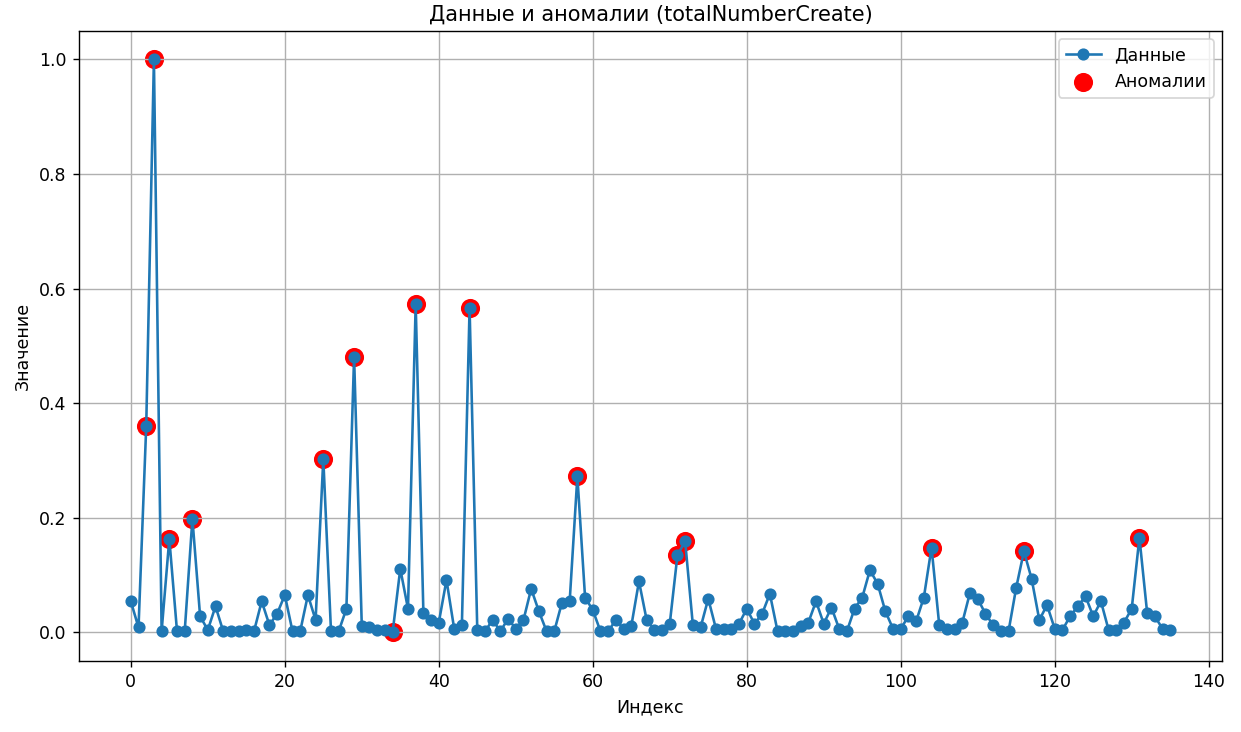 Данные и аномалии (totalNumberCreate)
Данные
Аномалии
Значение
1.0
0.8
0.6
0.4
0.2
0.0
0 20 40 60 80 100 120 140
Индекс